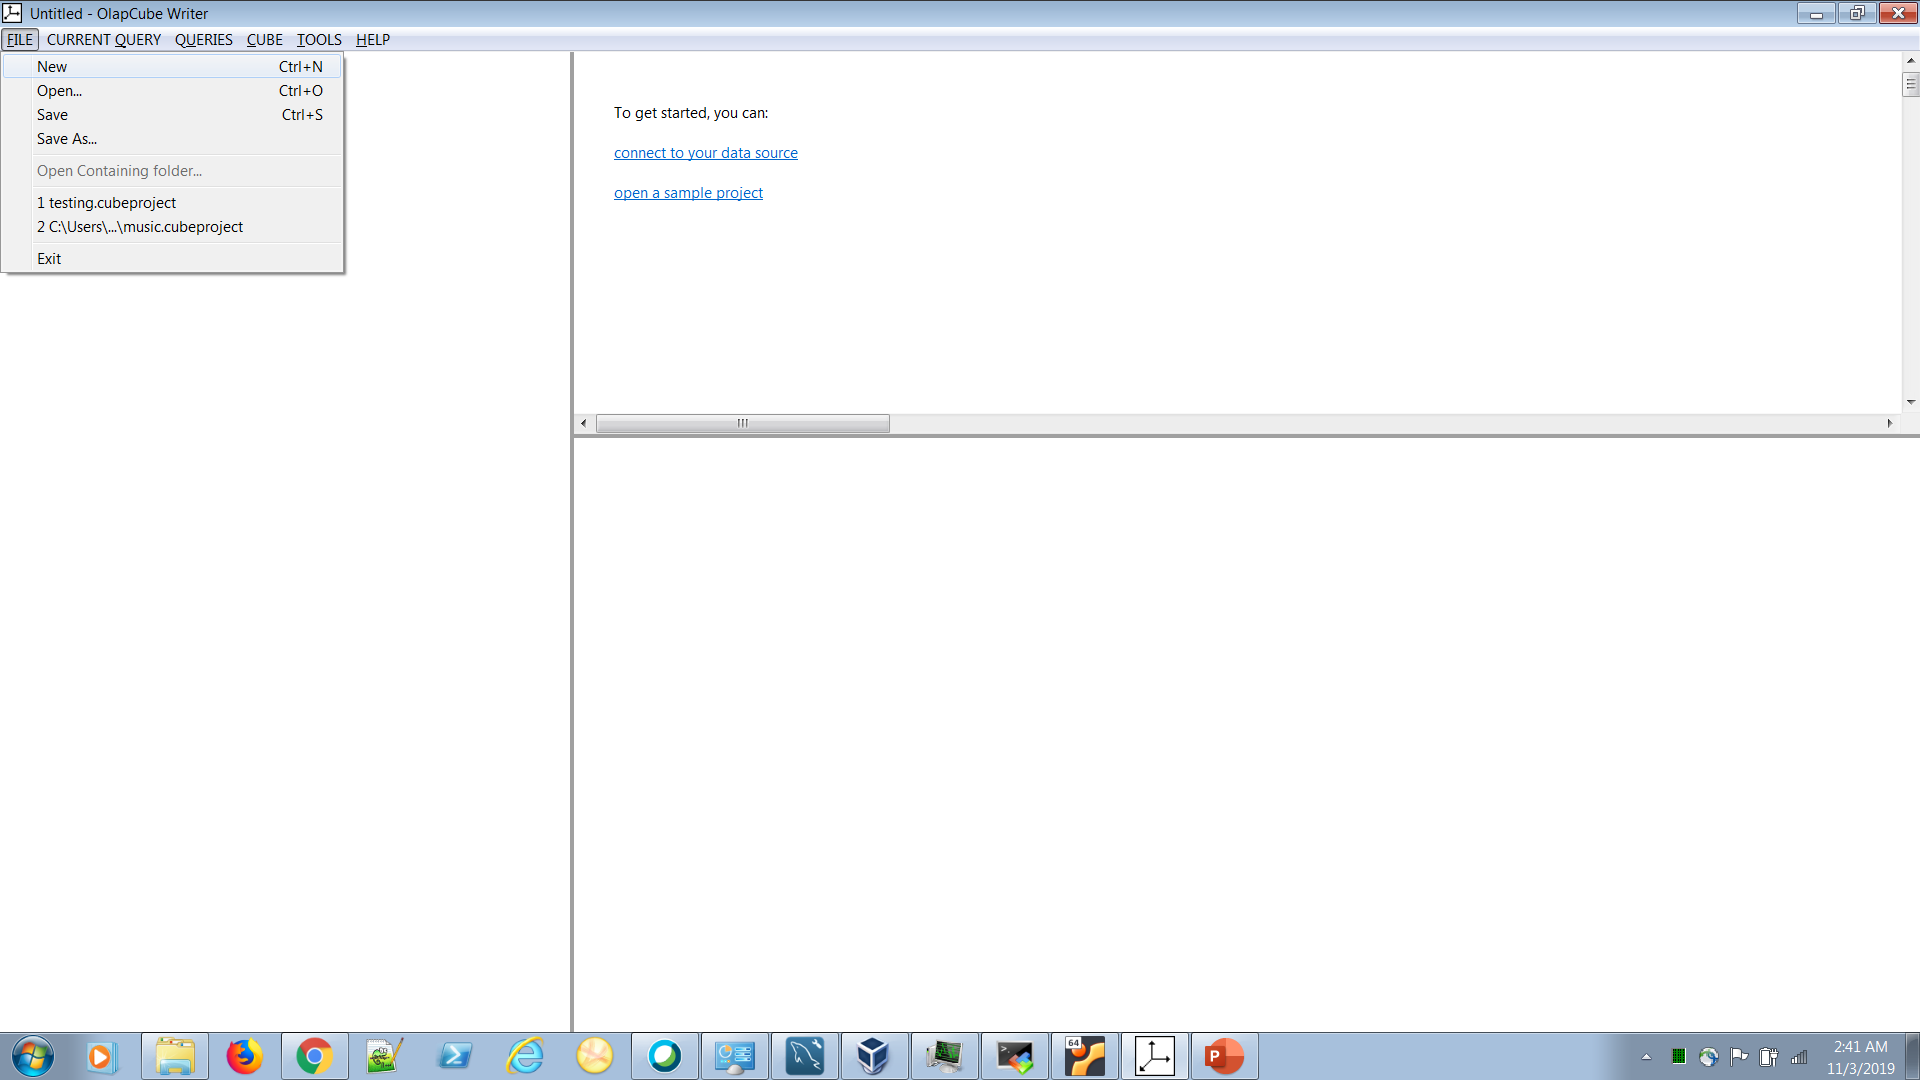 Untitled - OlapCube Writer
FILE CURRENT QUERY QUERIES CUBE TOOLS HELP
New Ctrl+N
Open... Ctrl+O
Save Ctrl+S
Save As...
Open Containing folder...
1 testing.cubeproject
2 C:\Users\...\music.cubeproject
Exit
To get started, you can:
connect to your data source
open a sample project
64
2:41 AM
11/3/2019